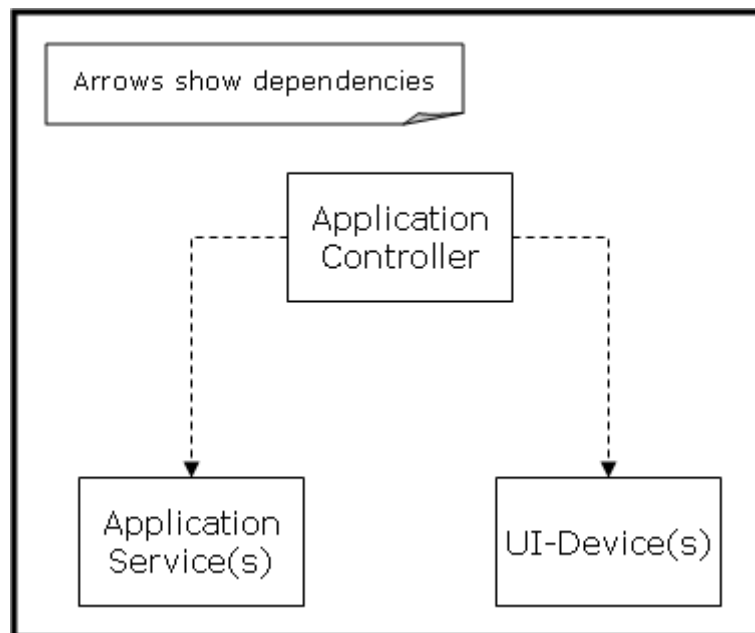 Arrows show dependencies
Application
Controller
Application
Service(s)
UI-Device(s)